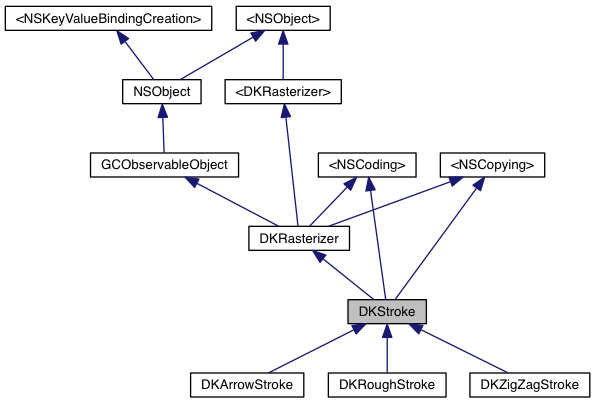 <NSKeyValueBindingCreation>
<NSObject>
NSObject
<DKRasterizer>
GCObservableObject
<NSCoding>
<NSCopying>
DKRasterizer
DKStroke
DKArrowStroke
DKRoughStroke
DKZigZagStroke